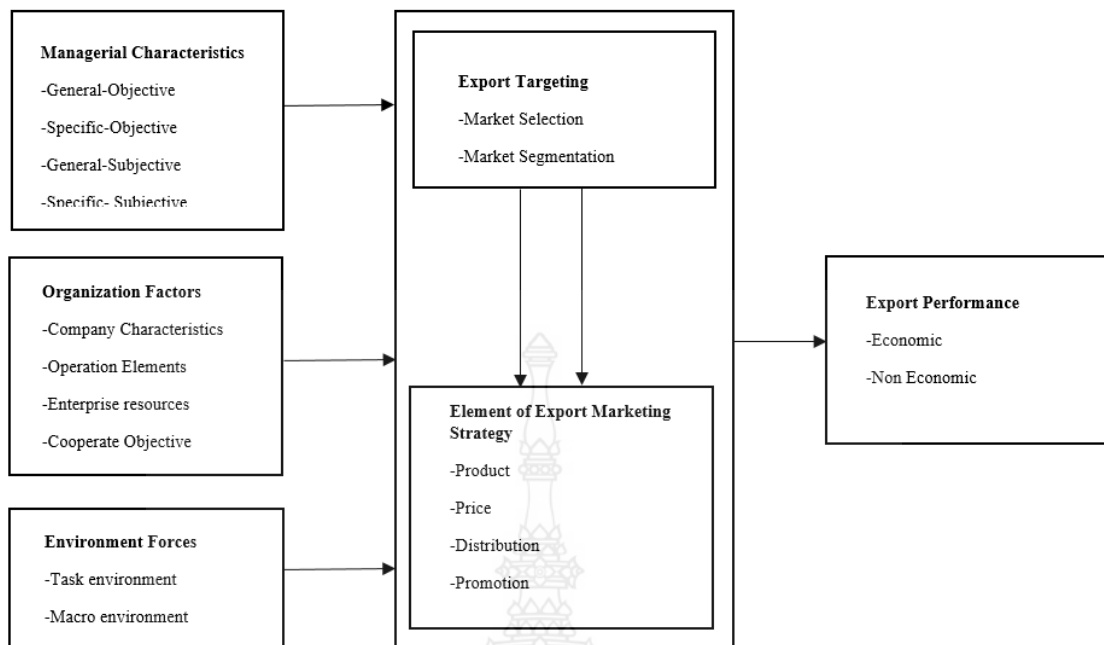 Managerial Characteristics
-General-Objective
-Specific-Objective
-General-Subjective
-Specific- Subjective
Organization Factors
-Company Characteristics
-Operation Elements
-Enterprise resources
-Cooperate Objective
Environment Forces
-Task environment
-Macro environment
Export Targeting
-Market Selection
-Market Segmentation
Element of Export Marketing
Strategy
-Product
-Price
-Distribution
-Promotion
Export Performance
-Economic
-Non Economic